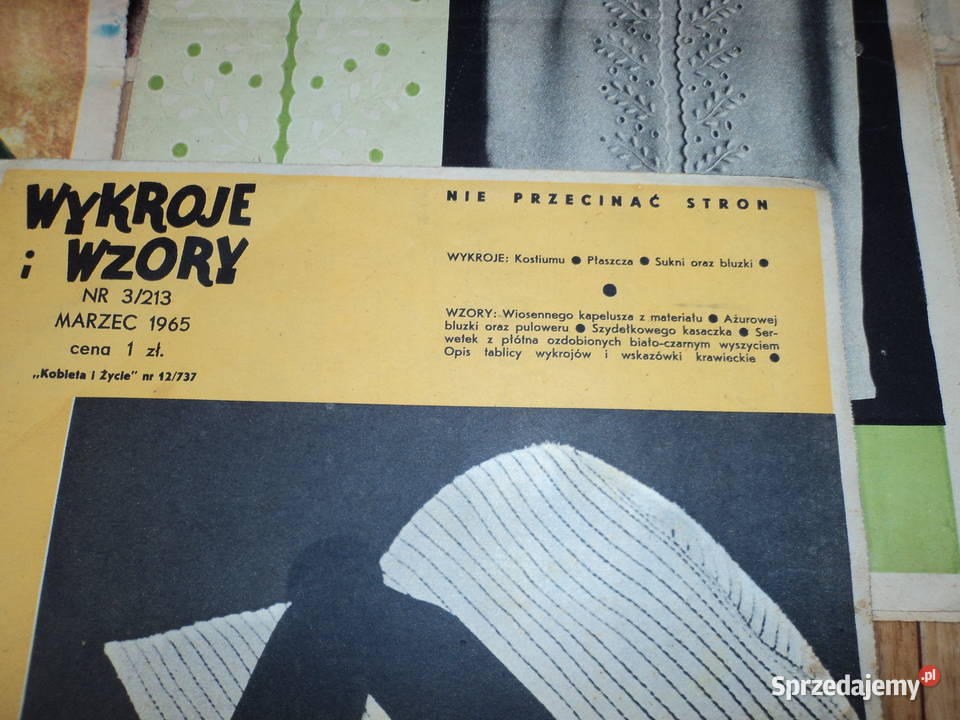 WYKROJE
i WZORY
NR 3/213
MARZEC 1965
cena 1 zł.
„Kobieta i Życie” nr 12/737
NIE PRZECINAĆ STRON
WYKROJE: Kostiumu ● Płaszcza ● Sukni oraz bluzki ●
●
WZORY: Wiosennego kapelusza z materiału ● Ażurowej
bluzki oraz puloweru ● Szydełkowego kasaczka ● Ser-
wetek z płótna ozdobionych biało-czarnym wyszyciem
Opis tablicy wykrojów i wskazówki krawieckie ●
Sprzedajemy.pl